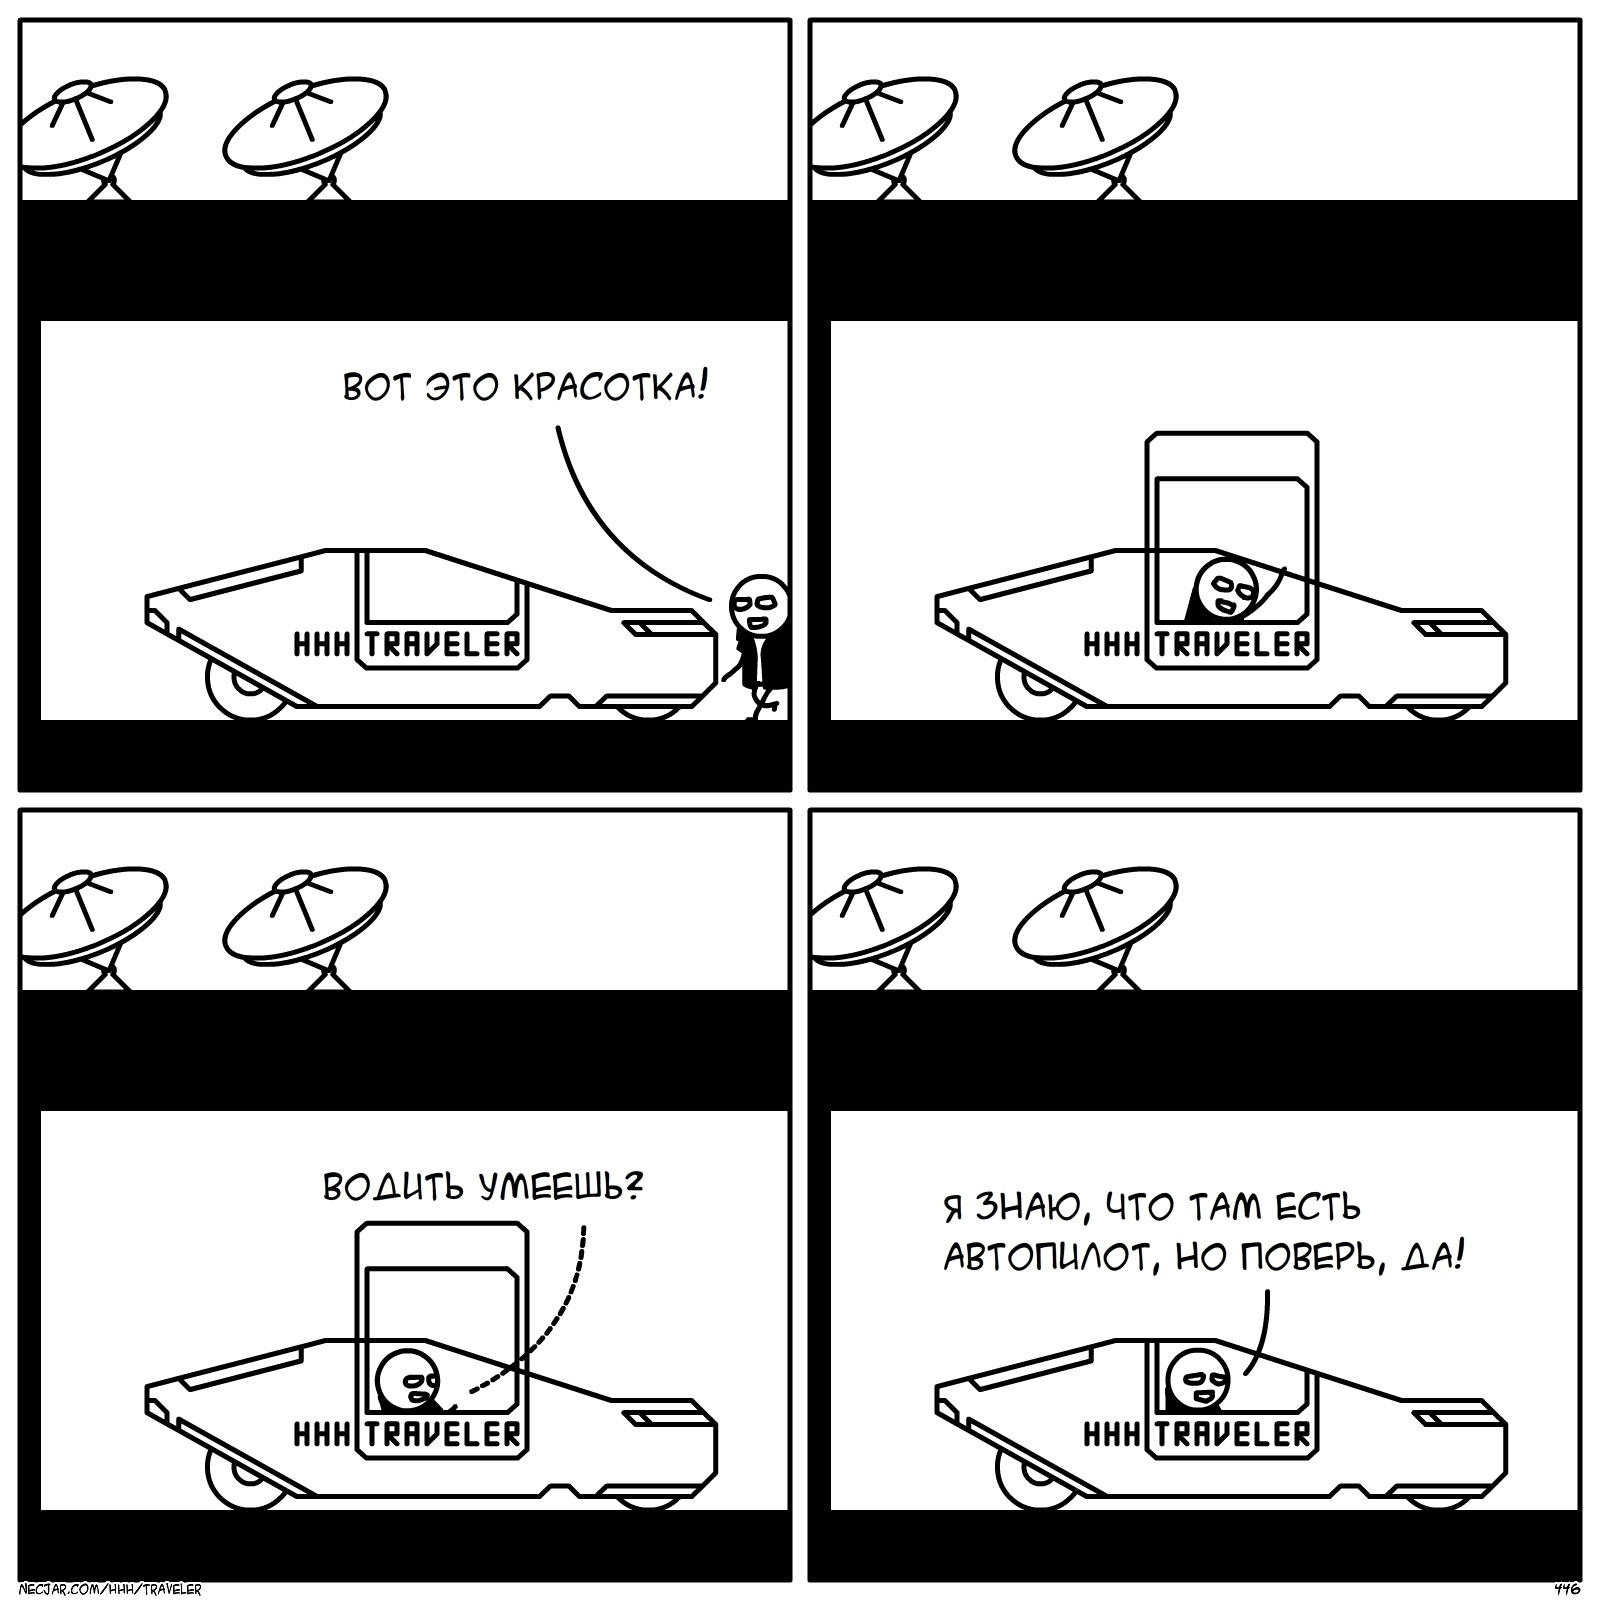 ВОТ ЭТО КРАСОТКА!
HHH TRAVELER
HHH TRAVELER
ВОДИТЬ УМЕЕШЬ?
HHH TRAVELER
Я ЗНАЮ, ЧТО ТАМ ЕСТЬ
АВТОПИЛОТ, НО ПОВЕРЬ, ДА!
HHH TRAVELER
NECJAR.COM/HHH/TRAVELER
446